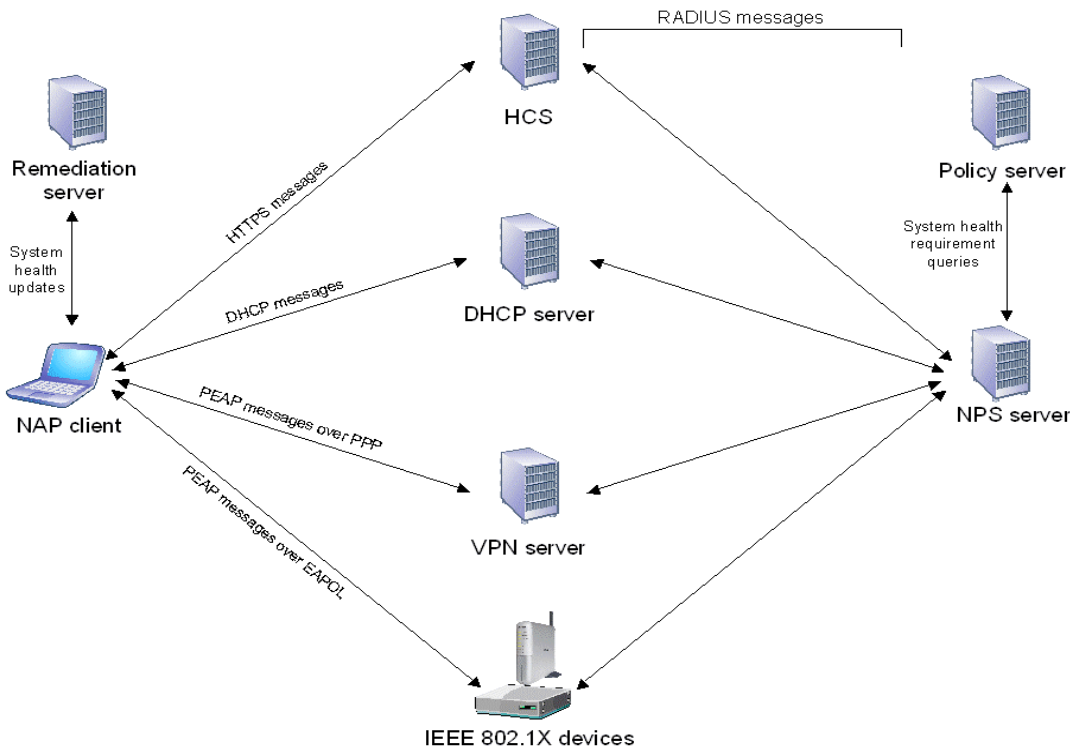 RADIUS messages
HCS
Remediation
server
Policy server
HTTPS messages
System
health
updates
DHCP messages
DHCP server
System health
requirement
queries
NAP client
PEAP messages over PPP
NPS server
PEAP messages over EAPOL
VPN server
IEEE 802.1X devices